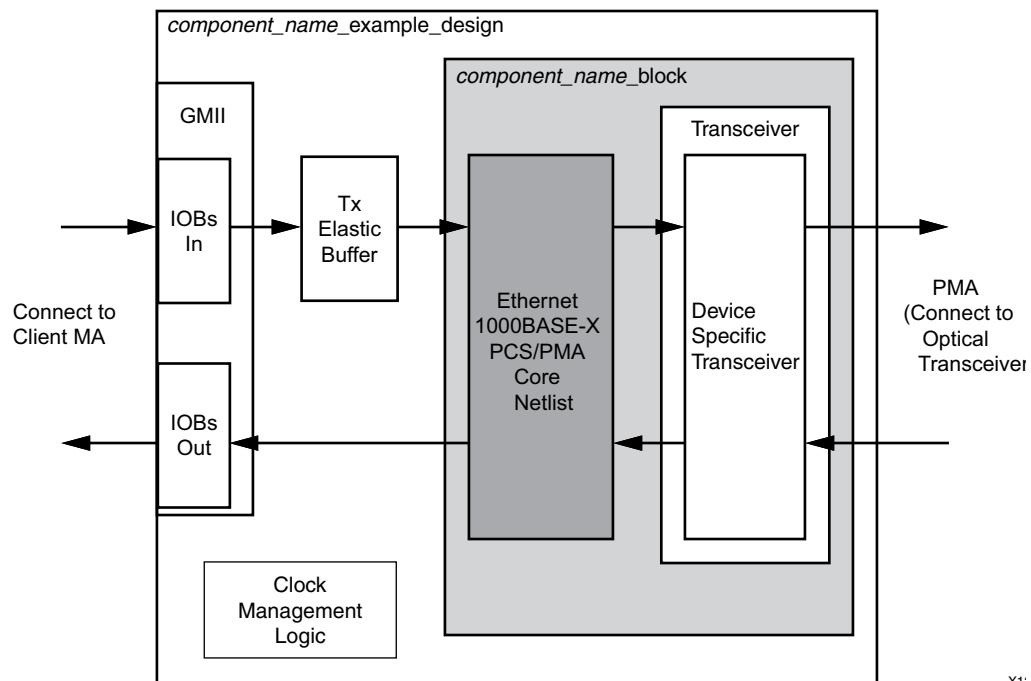 component_name_example_design
component_name_block
GMII
Transceiver
IOBs
In
Tx
Elastic
Buffer
Ethernet
1000BASE-X
PCS/PMA
Core
Netlist
Device
Specific
Transceiver
Connect to
Client MA
PMA
(Connect to
Optical
Transceiver
IOBs
Out
Clock
Management
Logic